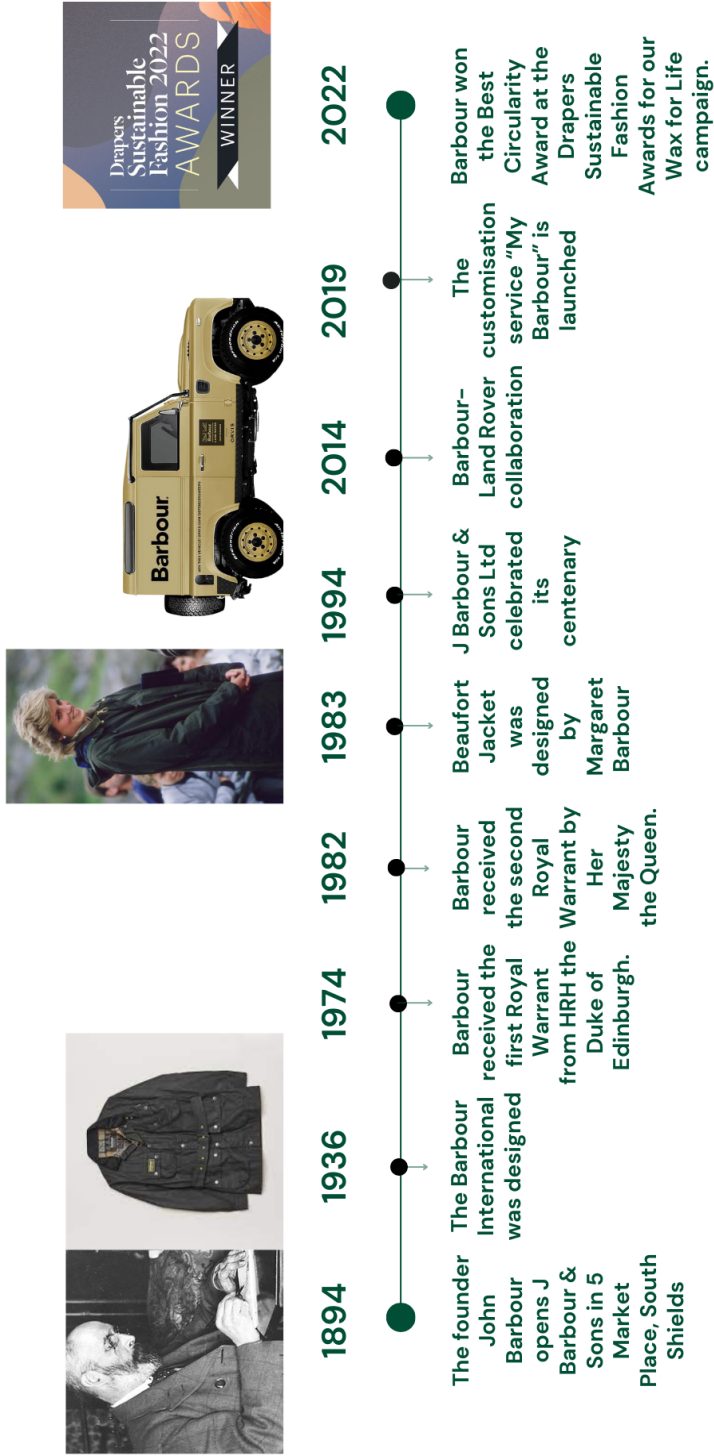 Drapers
Sustainable
Fashion 2022
AWARDS
WINNER
Barbour
ORVIS
1894
The founder
John
Barbour
opens J
Barbour &
Sons in 5
Market
Place, South
Shields
1936
The Barbour
International
was designed
1974
Barbour
received the
first Royal
Warrant
from HRH the
Duke of
Edinburgh.
1982
Barbour
received
the second
Royal
Warrant by
Her
Majesty
the Queen.
1983
Beaufort
Jacket
was
designed
by
Margaret
Barbour
1994
J Barbour &
Sons Ltd
celebrated
its
centenary
2014
Barbour-
Land Rover
collaboration
2019
The
customisation
service “My
Barbour” is
launched
2022
Barbour won
the Best
Circularity
Award at the
Drapers
Sustainable
Fashion
Awards for our
Wax for Life
campaign.